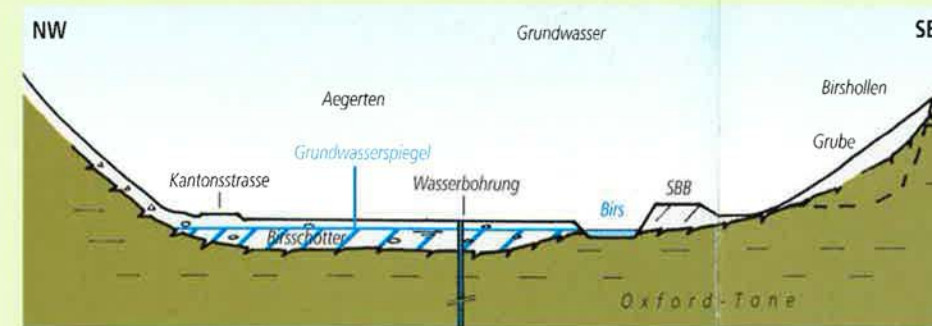 NW
Grundwasser
SE
Birshollen
Aegerten
Grube
Grundwasserspiegel
Kantonsstrasse
Wasserbohrung
SBB
Birs
Birsschotter
Oxford-Tone